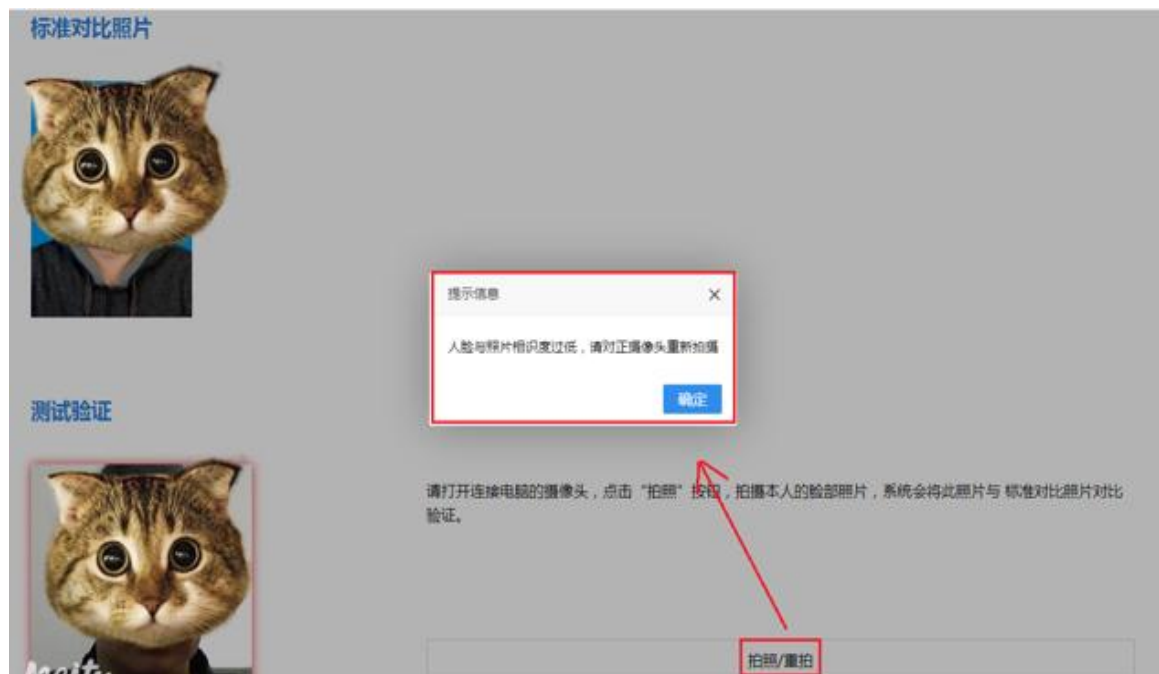 标准对比照片
提示信息
人脸与照片相识度过低，请对正摄像头重新拍摄
确定
测试验证
请打开连接电脑的摄像头，点击“拍照”按钮，拍摄本人的脸部照片，系统会将此照片与 标准对比照片对比
验证。
拍照/重拍